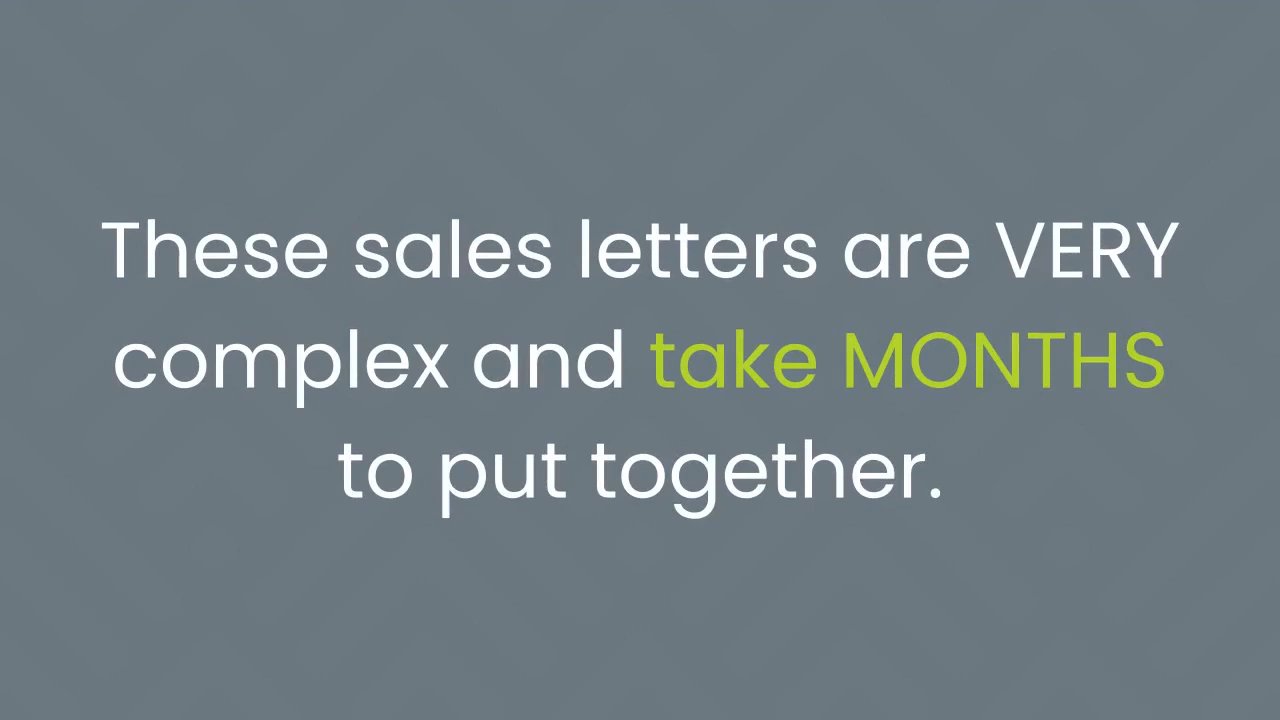 These sales letters are VERY
complex and take MONTHS
to put together.